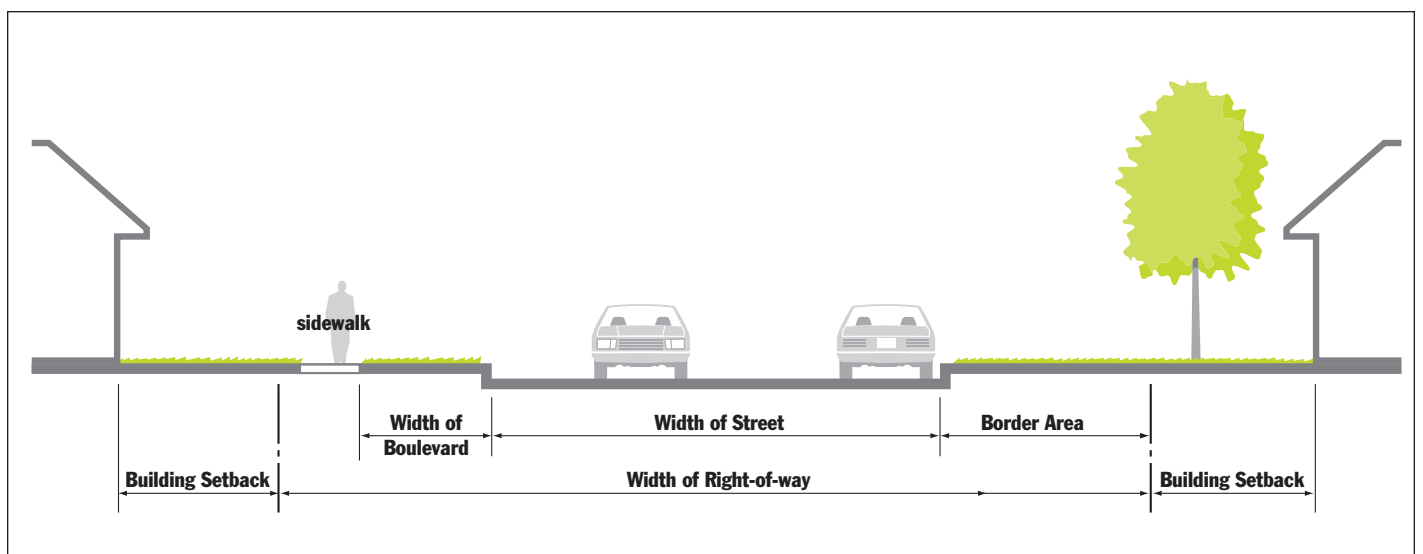 sidewalk
Width of
Boulevard
Width of Street
Border Area
Building Setback
Width of Right-of-way
Building Setback